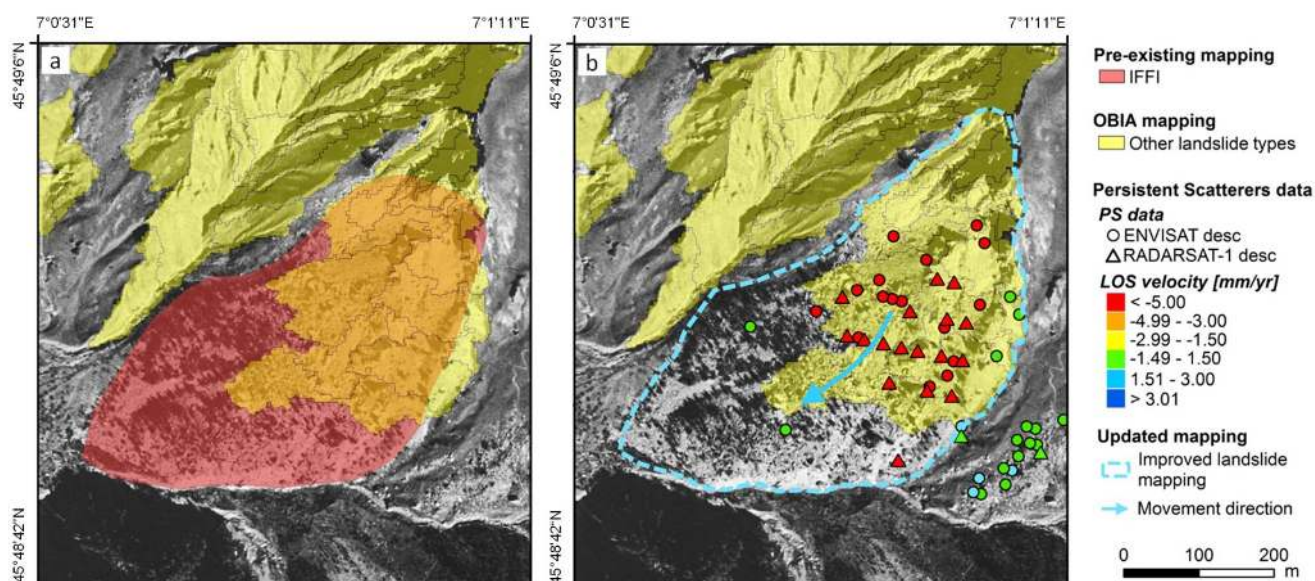 7°0'31"E
7°1'11"E
7°0'31"E
7°1'11"E
45°49'6"N
45°48'42"N
a
45°49'6"N
45°48'42"N
b
Pre-existing mapping
IFFI
OBIA mapping
Other landslide types
Persistent Scatterers data
PS data
ENVISAT desc
RADARSAT-1 desc
LOS velocity [mm/yr]
< -5.00
-4.99 - -3.00
-2.99 - -1.50
-1.49 - 1.50
1.51 - 3.00
> 3.01
Updated mapping
Improved landslide
mapping
Movement direction
0 100 200
m